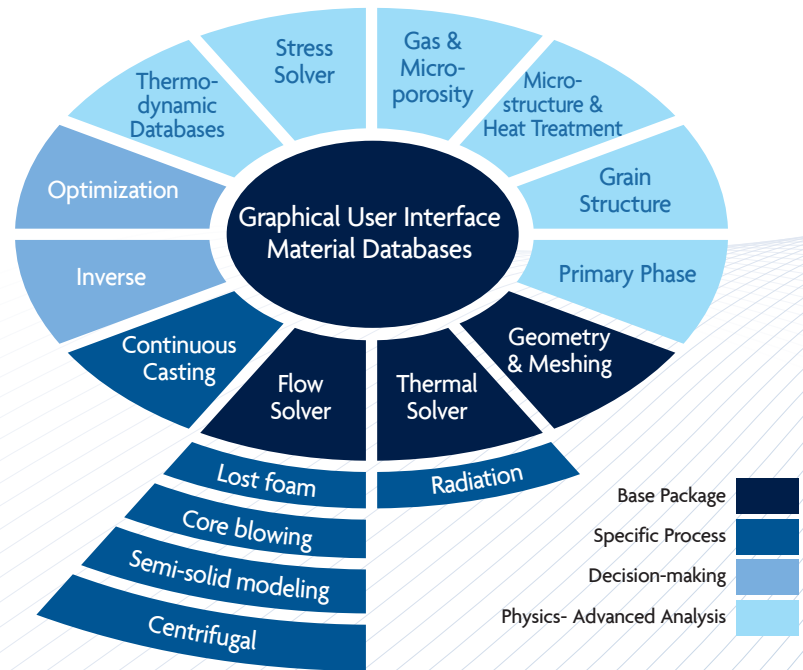 Stress
Solver
Gas &
Micro-
porosity
Thermo-
dynamic
Databases
Micro-
structure &
Heat Treatment
Optimization
Grain
Structure
Graphical User Interface
Material Databases
Inverse
Primary Phase
Continuous
Casting
Flow
Solver
Thermal
Solver
Geometry
& Meshing
Lost foam
Radiation
Core blowing
Semi-solid modeling
Centrifugal
Base Package
Specific Process
Decision-making
Physics- Advanced Analysis